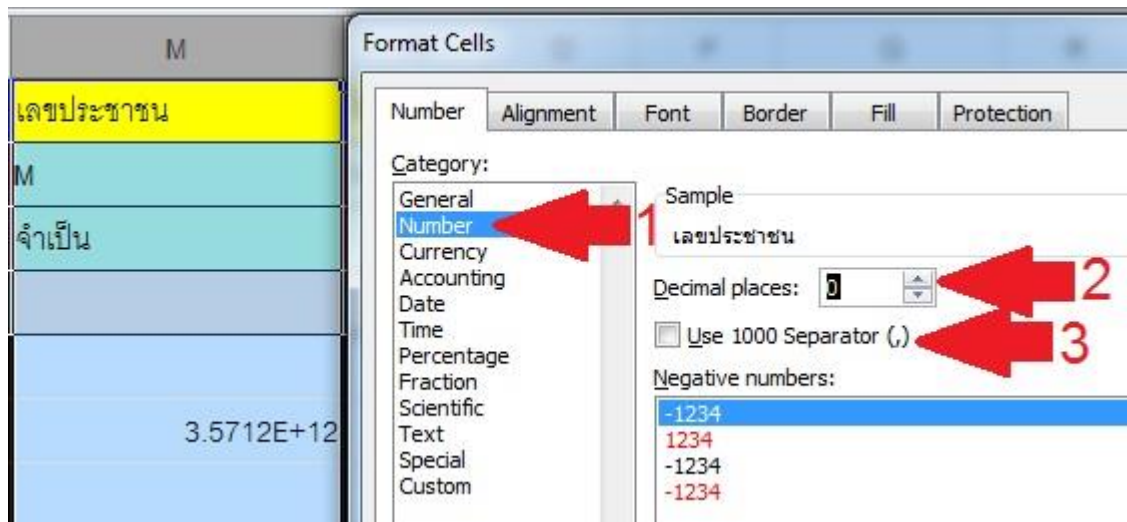 M
เลขประชาชน
M
จำเป็น
3.5712E+12
Format Cells
Number Alignment Font Border Fill Protection
Category:
General
Number
Currency
Accounting
Date
Time
Percentage
Fraction
Scientific
Text
Special
Custom
1
Sample
เลขประชาชน
Decimal places: 0
2
Use 1000 Separator (,)
3
Negative numbers:
-1234
1234
-1234
-1234